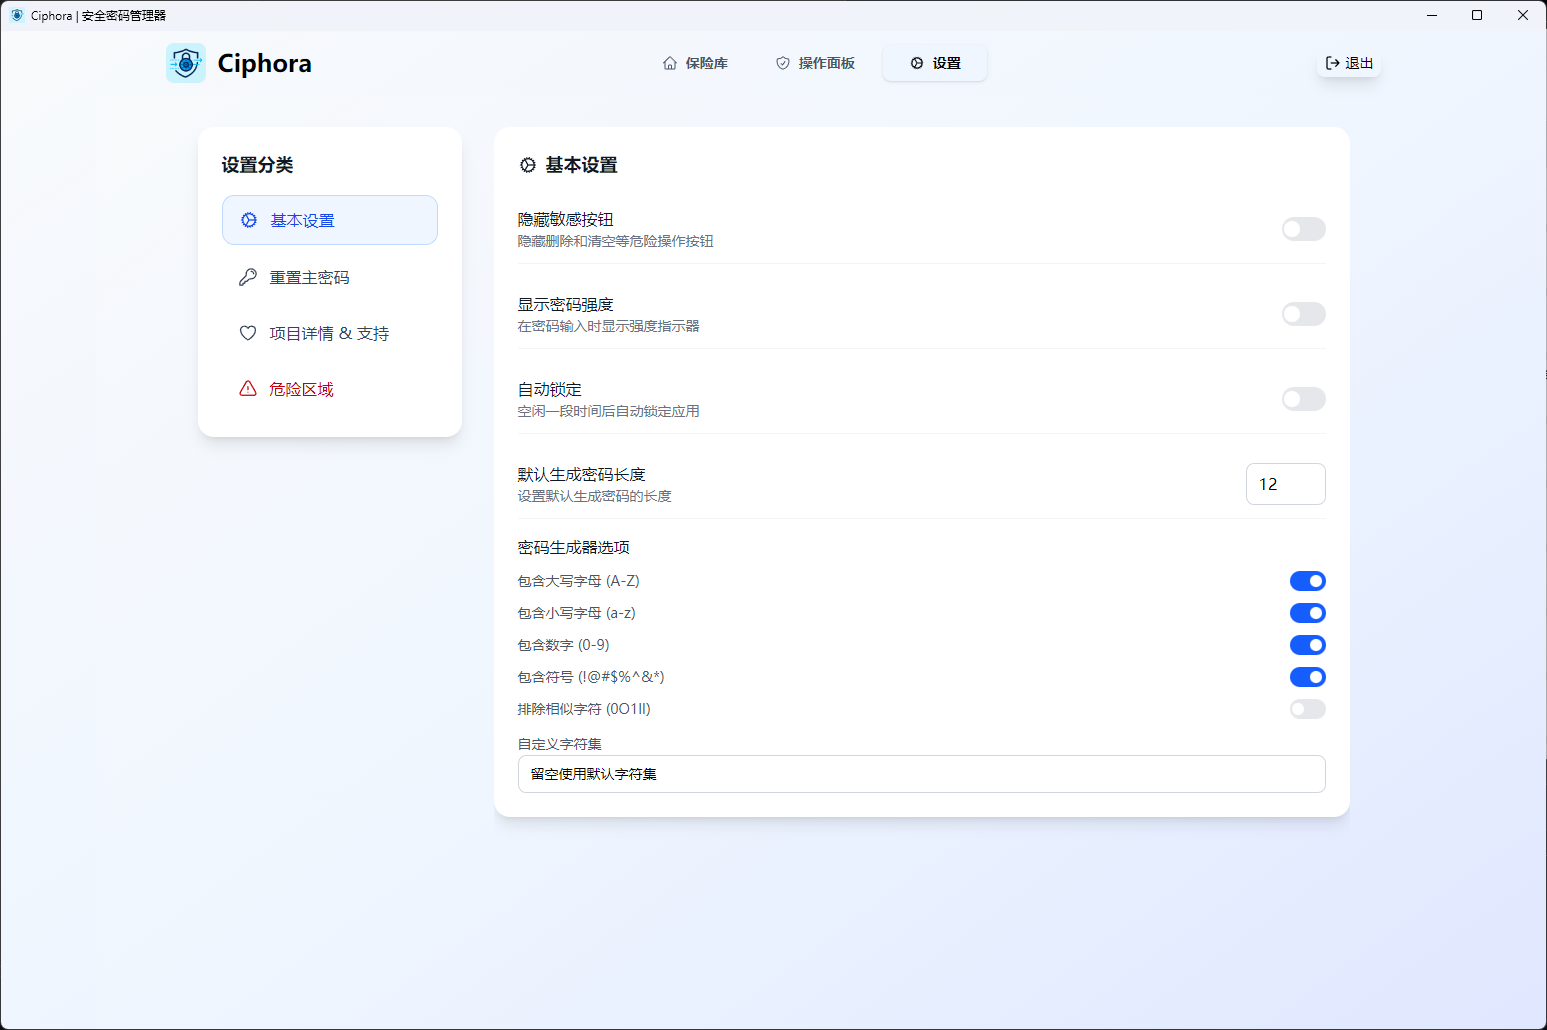 Ciphora | 安全密码管理器
Ciphora
保险库
操作面板
设置
退出
设置分类
基本设置
重置主密码
项目详情 & 支持
危险区域
基本设置
隐藏敏感按钮
隐藏删除和清空等危险操作按钮
显示密码强度
在密码输入时显示强度指示器
自动锁定
空闲一段时间后自动锁定应用
默认生成密码长度
设置默认生成密码的长度
12
密码生成器选项
包含大写字母 (A-Z)
包含小写字母 (a-z)
包含数字 (0-9)
包含符号 (!@#$%^&*)
排除相似字符 (0O1lI)
自定义字符集
留空使用默认字符集